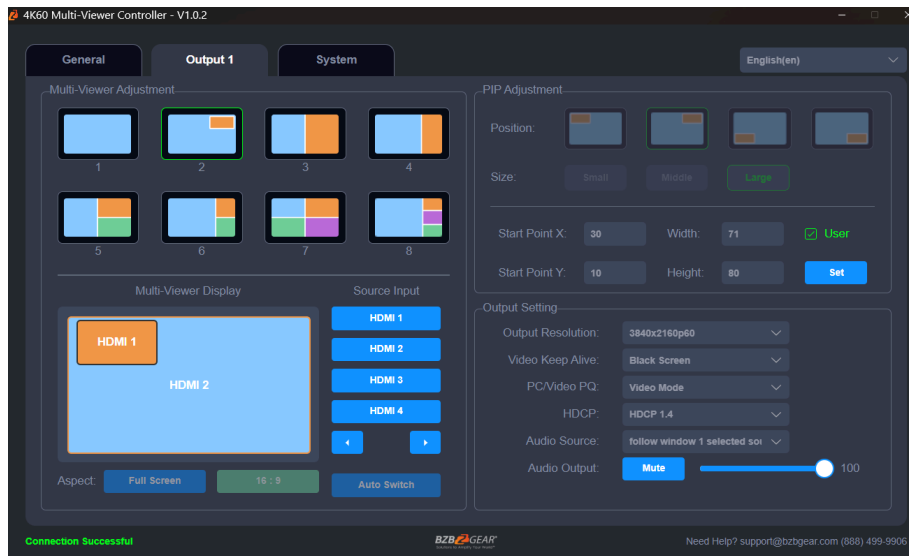 4K60 Multi-Viewer Controller - V1.0.2
General
Output 1
System
English(en)
Multi-Viewer Adjustment
1
2
3
4
5
6
7
8
Multi-Viewer Display
Source Input
HDMI 1
HDMI 2
HDMI 1
HDMI 2
HDMI 3
HDMI 4
Aspect:
Full Screen
16 : 9
Auto Switch
PIP Adjustment
Position:
Size:
Small
Middle
Large
Start Point X:
30
Width:
71
User
Start Point Y:
10
Height:
80
Set
Output Setting
Output Resolution:
3840x2160p60
Video Keep Alive:
Black Screen
PC/Video PQ:
Video Mode
HDCP:
HDCP 1.4
Audio Source:
follow window 1 selected sou
Audio Output:
Mute
100
Connection Successful
BZBGEAR
Need Help? support@bzbgear.com (888) 499-9906